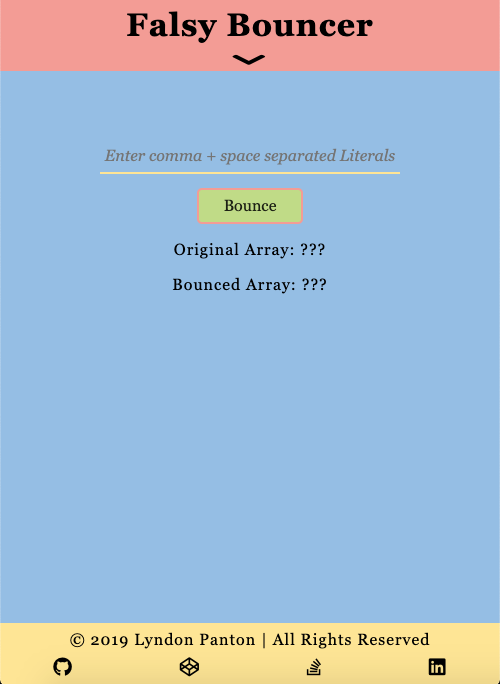 Falsy Bouncer
Enter comma + space separated Literals
Bounce
Original Array: ???
Bounced Array: ???
© 2019 Lyndon Panton | All Rights Reserved